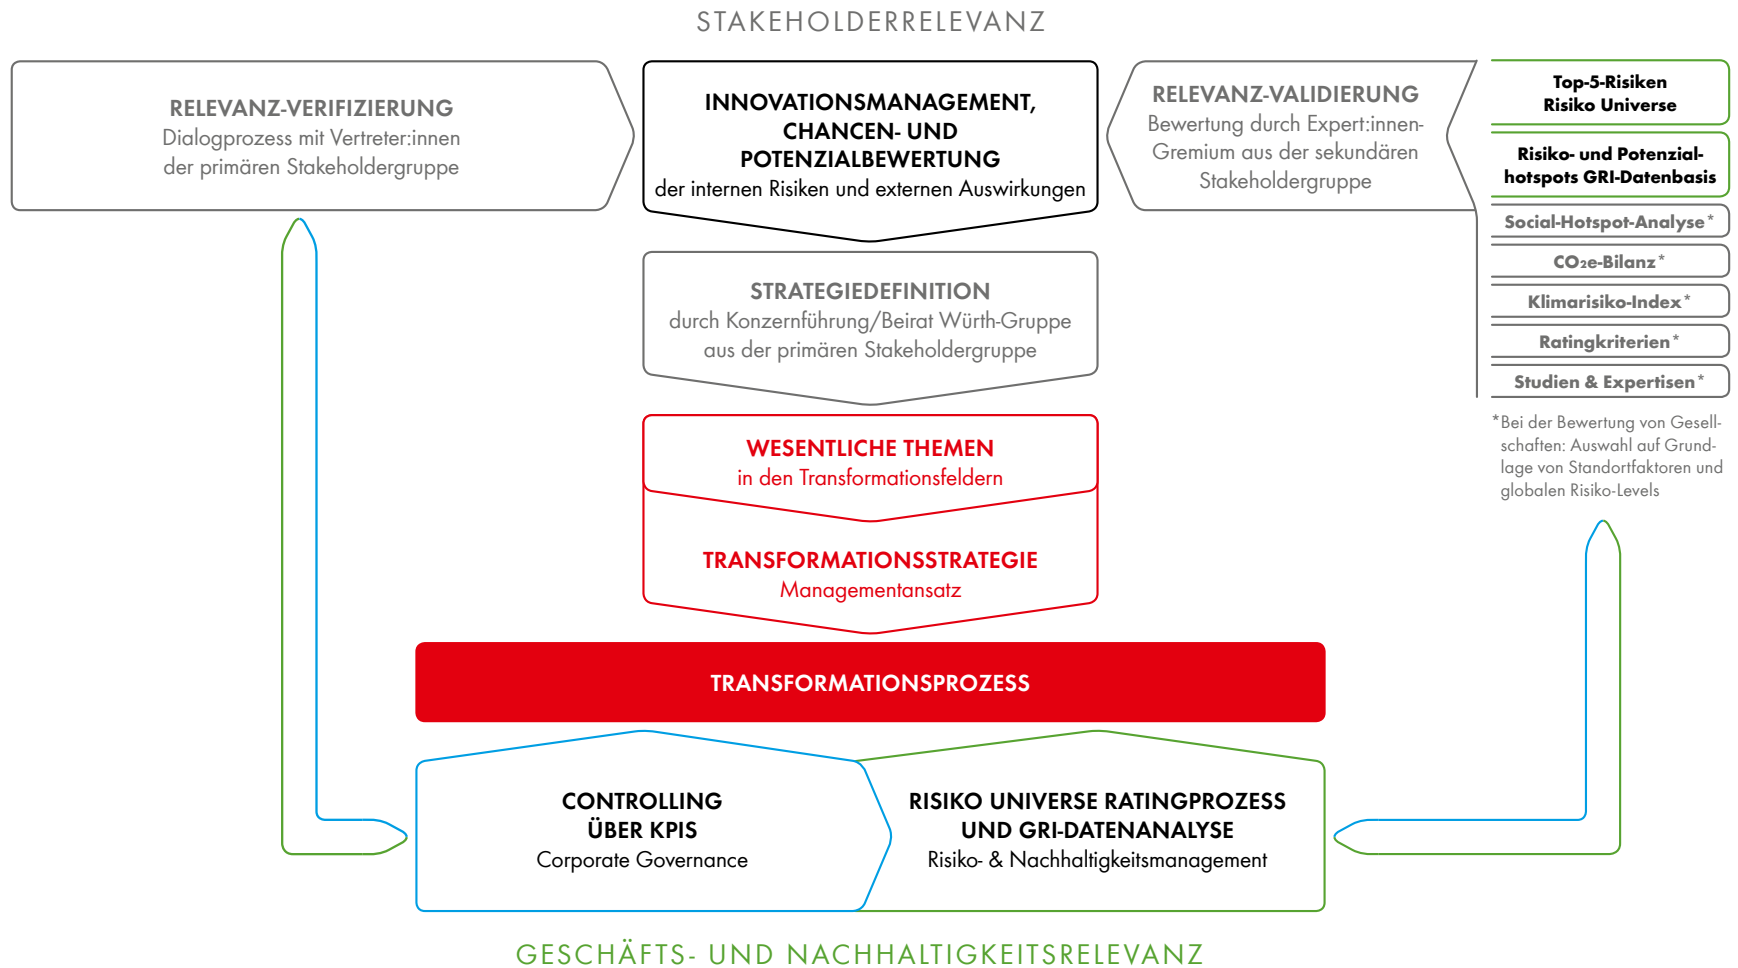 STAKEHOLDERRELEVANZ
RELEVANZ-VERIFIZIERUNG
Dialogprozess mit Vertreter:innen
der primären Stakeholdergruppe
INNOVATIONSMANAGEMENT,
CHANCEN- UND
POTENZIALBEWERTUNG
der internen Risiken und externen Auswirkungen
RELEVANZ-VALIDIERUNG
Bewertung durch Expert:innen-
Gremium aus der sekundären
Stakeholdergruppe
Top-5-Risiken
Risiko Universe
Risiko- und Potenzial-
hotspots GRI-Datenbasis
Social-Hotspot-Analyse*
CO₂e-Bilanz*
Klimarisiko-Index*
Ratingkriterien*
Studien & Expertisen*
*Bei der Bewertung von Gesell-
schaften: Auswahl auf Grund-
lage von Standortfaktoren und
globalen Risiko-Levels
STRATEGIEDEFINITION
durch Konzernführung/Beirat Würth-Gruppe
aus der primären Stakeholdergruppe
WESENTLICHE THEMEN
in den Transformationsfeldern
TRANSFORMATIONSSTRATEGIE
Managementansatz
TRANSFORMATIONSPROZESS
CONTROLLING
ÜBER KPIS
Corporate Governance
RISIKO UNIVERSE RATINGPROZESS
UND GRI-DATENANALYSE
Risiko- & Nachhaltigkeitsmanagement
GESCHÄFTS- UND NACHHALTIGKEITSRELEVANZ